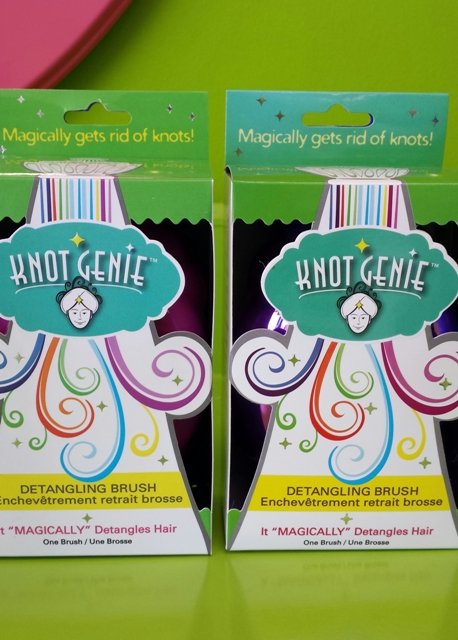 Magically gets rid of knots!
KNOT GENIE™
DETANGLING BRUSH
Enchevêtrement retrait brosse
It "MAGICALLY" Detangles Hair
One Brush / Une Brosse
Magically gets rid of knots!
KNOT GENIE™
DETANGLING BRUSH
Enchevêtrement retrait brosse
It "MAGICALLY" Detangles Hair
One Brush / Une Brosse